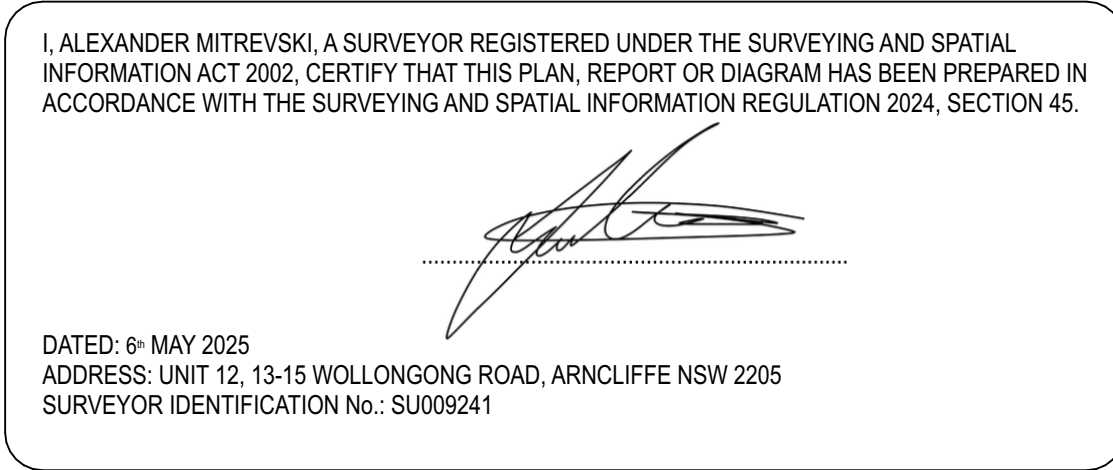 I, ALEXANDER MITREVSKI, A SURVEYOR REGISTERED UNDER THE SURVEYING AND SPATIAL
INFORMATION ACT 2002, CERTIFY THAT THIS PLAN, REPORT OR DIAGRAM HAS BEEN PREPARED IN
ACCORDANCE WITH THE SURVEYING AND SPATIAL INFORMATION REGULATION 2024, SECTION 45.
DATED: 6th MAY 2025
ADDRESS: UNIT 12, 13-15 WOLLONGONG ROAD, ARNCLIFFE NSW 2205
SURVEYOR IDENTIFICATION No.: SU009241